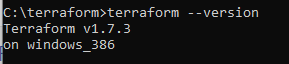 C:\terraform>terraform --version
Terraform v1.7.3
on windows_386